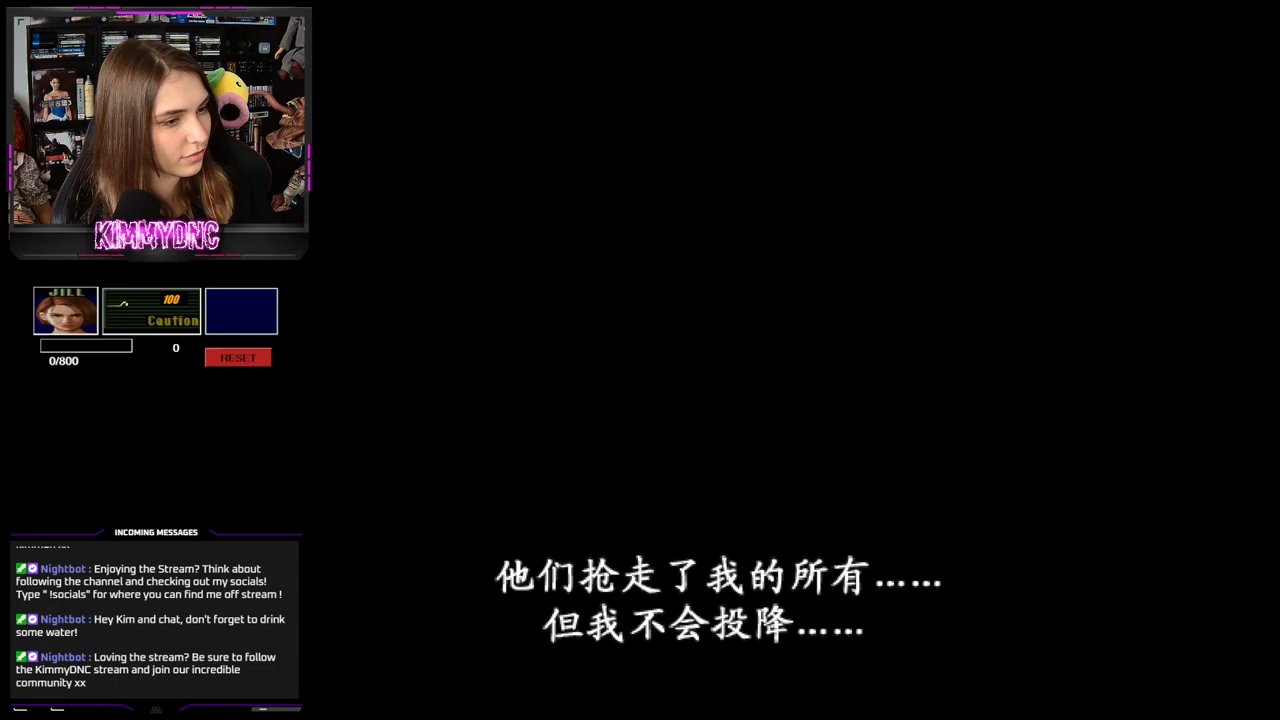 KIMMYDNC
JILL
100
Caution
0
0/800
RESET
INCOMING MESSAGES
Nightbot : Enjoying the Stream? Think about
following the channel and checking out my socials!
Type " !socials" for where you can find me off stream !
Nightbot : Hey Kim and chat, don't forget to drink
some water!
Nightbot : Loving the stream? Be sure to follow
the KimmyDNC stream and join our incredible
community xx
他们抢走了我的所有……
但我不会投降……